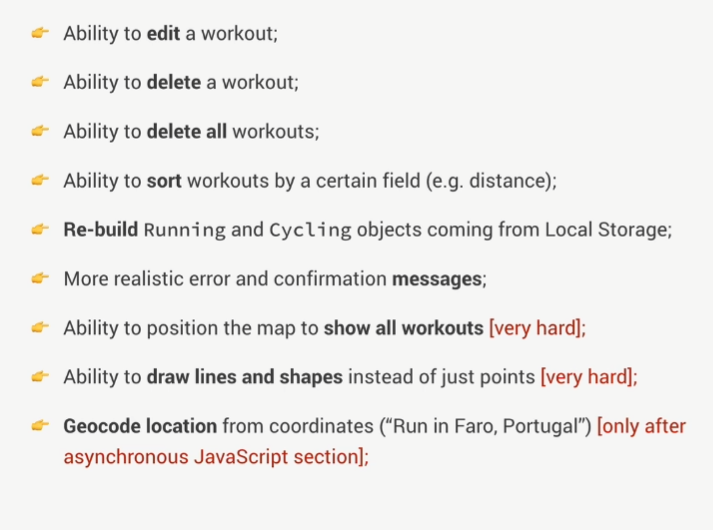 Ability to edit a workout;
Ability to delete a workout;
Ability to delete all workouts;
Ability to sort workouts by a certain field (e.g. distance);
Re-build Running and Cycling objects coming from Local Storage;
More realistic error and confirmation messages;
Ability to position the map to show all workouts [very hard];
Ability to draw lines and shapes instead of just points [very hard];
Geocode location from coordinates (“Run in Faro, Portugal”) [only after
asynchronous JavaScript section];